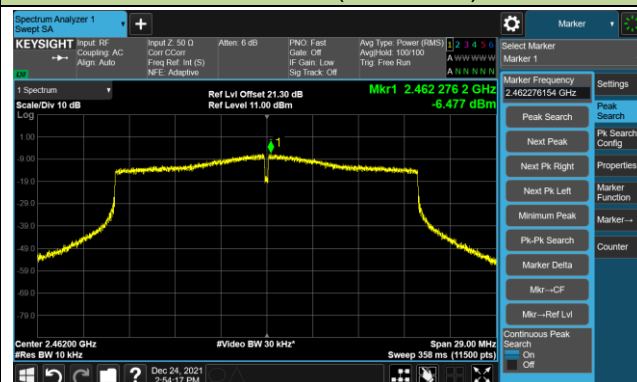 Spectrum Analyzer 1
Swept SA
Marker
KEYSIGHT
Input: RF
Coupling: AC
Align: Auto
Input Z: 50 Ω
Corr CCorr
Freq Ref: Int (S)
NFE: Adaptive
Atten: 6 dB
PNO: Fast
Gate: Off
IF Gain: Low
Sig Track: Off
Avg Type: Power (RMS)
Avg|Hold: 100/100
Trig: Free Run
1 2 3 4 5 6
A W W W W W
A N N N N N
Select Marker
Marker 1
LXI
1 Spectrum
Scale/Div 10 dB
Log
Ref Lvl Offset 21.30 dB
Ref Level 11.00 dBm
Mkr1 2.462 276 2 GHz
-6.477 dBm
1
1.00
-9.00
-19.0
-29.0
-39.0
-49.0
-59.0
-69.0
-79.0
Center 2.46200 GHz
#Res BW 10 kHz
#Video BW 30 kHz*
Span 29.00 MHz
Sweep 358 ms (11500 pts)
Marker Frequency
2.462276154 GHz
Peak Search
Next Peak
Next Pk Right
Next Pk Left
Minimum Peak
Pk-Pk Search
Marker Delta
Mkr→CF
Mkr→Ref Lvl
Continuous Peak
Search
On
Off
Settings
Peak
Search
Pk Search
Config
Properties
Marker
Function
Marker→
Counter
Dec 24, 2021
2:54:17 PM